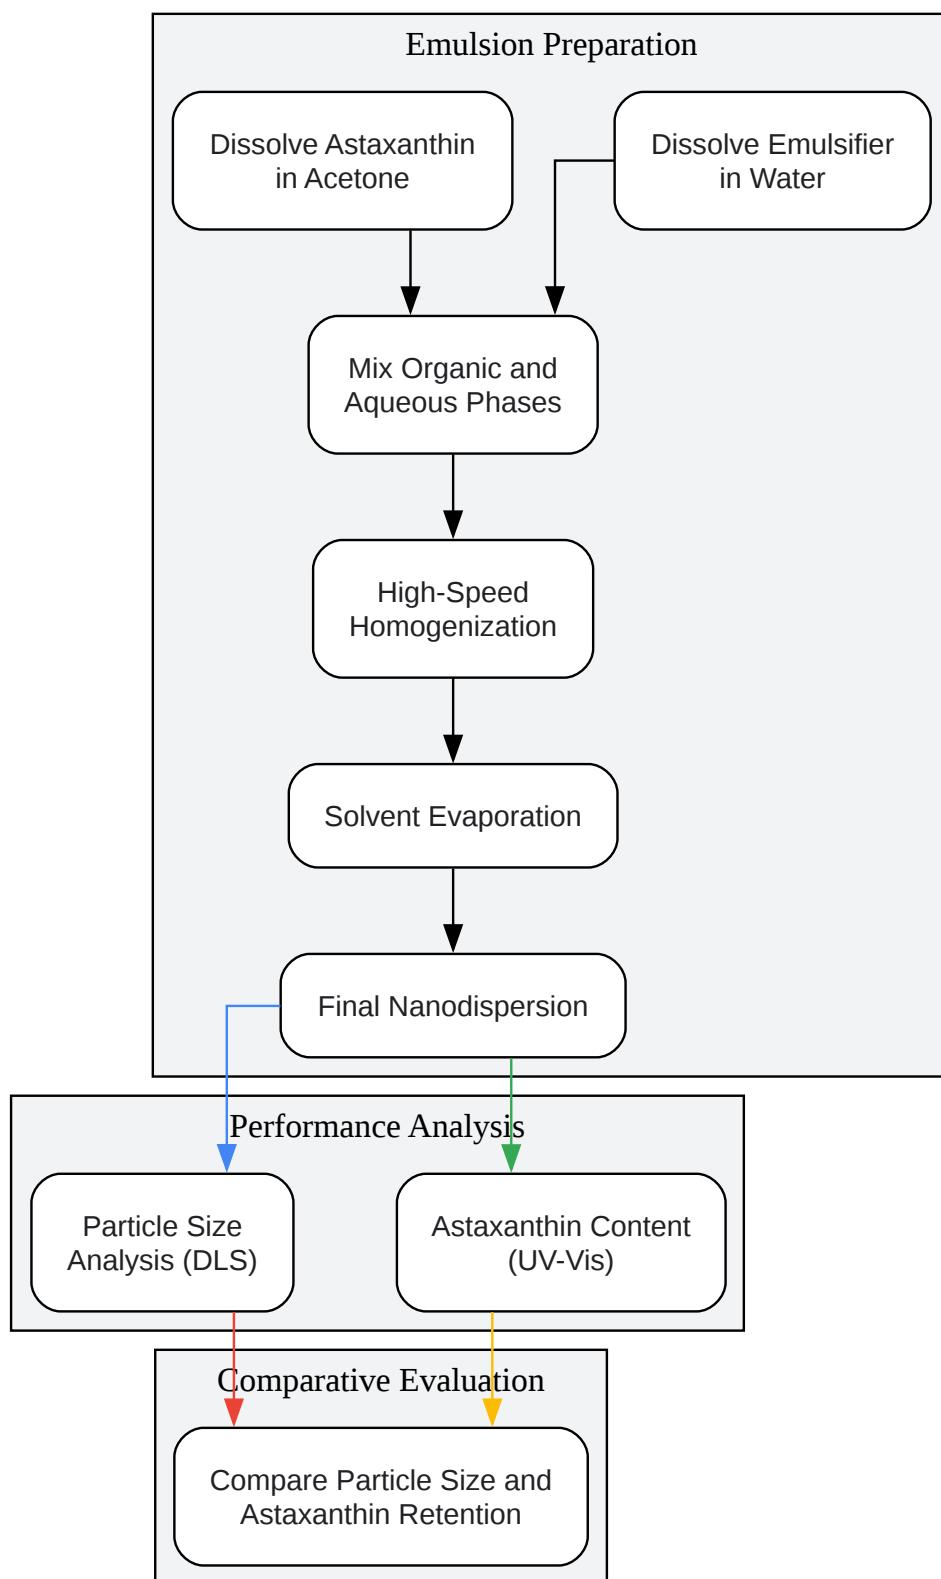 Emulsion Preparation
Dissolve Astaxanthin
in Acetone
Dissolve Emulsifier
in Water
Mix Organic and
Aqueous Phases
High-Speed
Homogenization
Solvent Evaporation
Final Nanodispersion
Performance Analysis
Particle Size
Analysis (DLS)
Astaxanthin Content
(UV-Vis)
Comparative Evaluation
Compare Particle Size and
Astaxanthin Retention